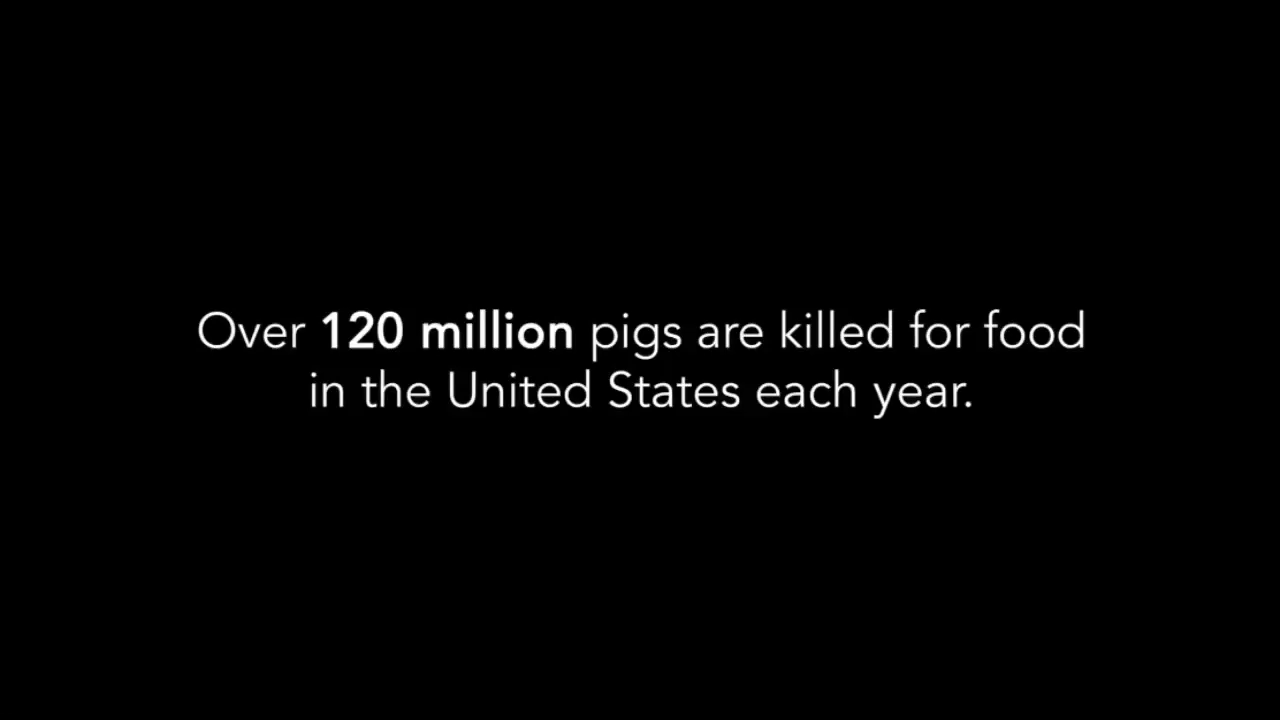 Over 120 million pigs are killed for food
in the United States each year.